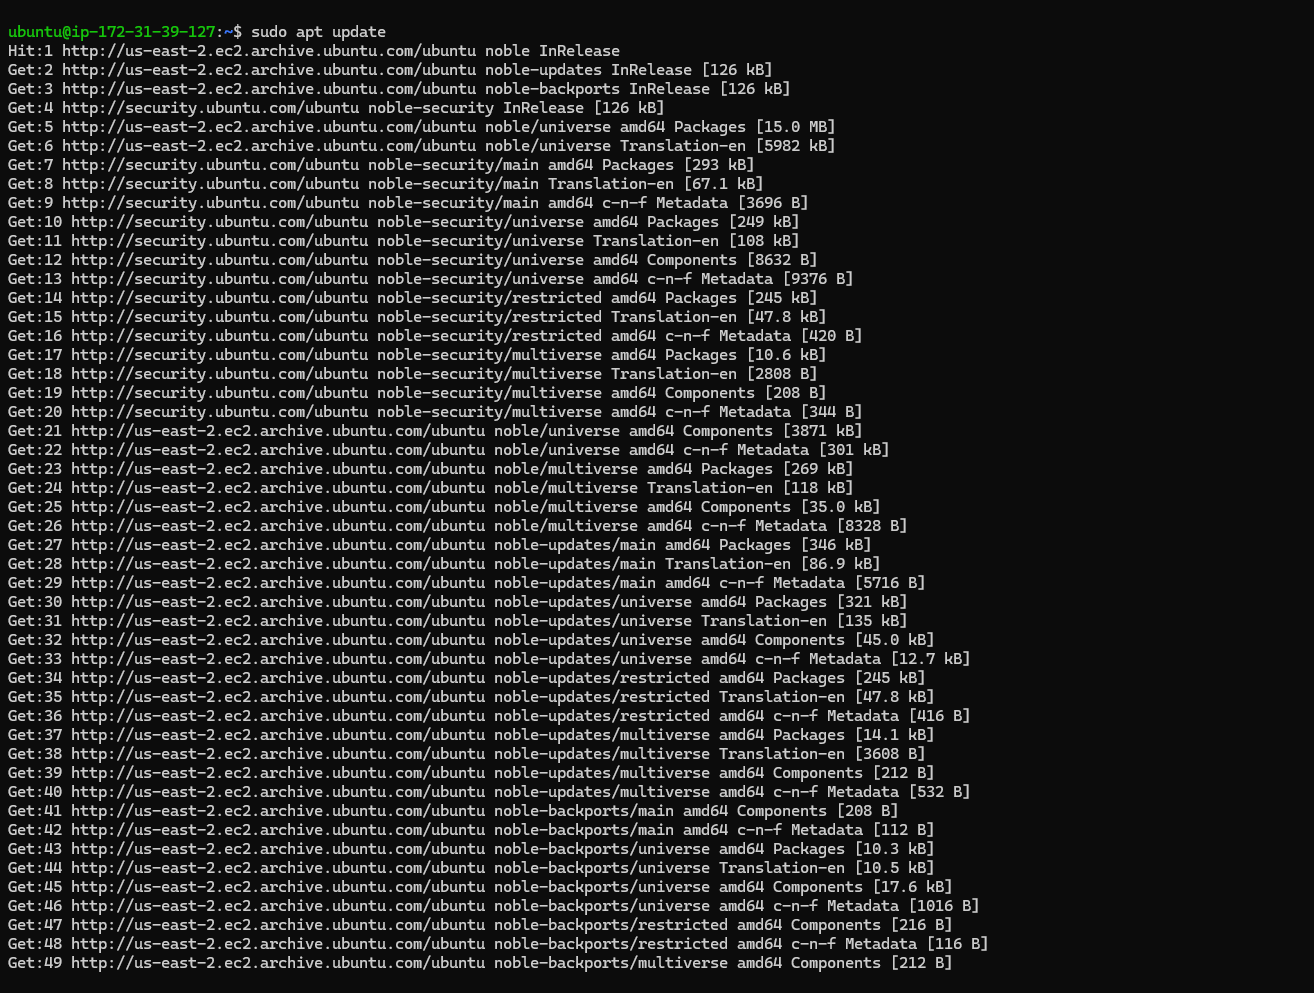 ubuntu@ip-172-31-39-127:~$ sudo apt update
Hit:1 http://us-east-2.ec2.archive.ubuntu.com/ubuntu noble InRelease
Get:2 http://us-east-2.ec2.archive.ubuntu.com/ubuntu noble-updates InRelease [126 kB]
Get:3 http://us-east-2.ec2.archive.ubuntu.com/ubuntu noble-backports InRelease [126 kB]
Get:4 http://security.ubuntu.com/ubuntu noble-security InRelease [126 kB]
Get:5 http://us-east-2.ec2.archive.ubuntu.com/ubuntu noble/universe amd64 Packages [15.0 MB]
Get:6 http://us-east-2.ec2.archive.ubuntu.com/ubuntu noble/universe Translation-en [5982 kB]
Get:7 http://security.ubuntu.com/ubuntu noble-security/main amd64 Packages [293 kB]
Get:8 http://security.ubuntu.com/ubuntu noble-security/main Translation-en [67.1 kB]
Get:9 http://security.ubuntu.com/ubuntu noble-security/main amd64 c-n-f Metadata [3696 B]
Get:10 http://security.ubuntu.com/ubuntu noble-security/universe amd64 Packages [249 kB]
Get:11 http://security.ubuntu.com/ubuntu noble-security/universe Translation-en [108 kB]
Get:12 http://security.ubuntu.com/ubuntu noble-security/universe amd64 Components [8632 B]
Get:13 http://security.ubuntu.com/ubuntu noble-security/universe amd64 c-n-f Metadata [9376 B]
Get:14 http://security.ubuntu.com/ubuntu noble-security/restricted amd64 Packages [245 kB]
Get:15 http://security.ubuntu.com/ubuntu noble-security/restricted Translation-en [47.8 kB]
Get:16 http://security.ubuntu.com/ubuntu noble-security/restricted amd64 c-n-f Metadata [420 B]
Get:17 http://security.ubuntu.com/ubuntu noble-security/multiverse amd64 Packages [10.6 kB]
Get:18 http://security.ubuntu.com/ubuntu noble-security/multiverse Translation-en [2808 B]
Get:19 http://security.ubuntu.com/ubuntu noble-security/multiverse amd64 Components [208 B]
Get:20 http://security.ubuntu.com/ubuntu noble-security/multiverse amd64 c-n-f Metadata [344 B]
Get:21 http://us-east-2.ec2.archive.ubuntu.com/ubuntu noble/universe amd64 Components [3871 kB]
Get:22 http://us-east-2.ec2.archive.ubuntu.com/ubuntu noble/universe amd64 c-n-f Metadata [301 kB]
Get:23 http://us-east-2.ec2.archive.ubuntu.com/ubuntu noble/multiverse amd64 Packages [269 kB]
Get:24 http://us-east-2.ec2.archive.ubuntu.com/ubuntu noble/multiverse Translation-en [118 kB]
Get:25 http://us-east-2.ec2.archive.ubuntu.com/ubuntu noble/multiverse amd64 Components [35.0 kB]
Get:26 http://us-east-2.ec2.archive.ubuntu.com/ubuntu noble/multiverse amd64 c-n-f Metadata [8328 B]
Get:27 http://us-east-2.ec2.archive.ubuntu.com/ubuntu noble-updates/main amd64 Packages [346 kB]
Get:28 http://us-east-2.ec2.archive.ubuntu.com/ubuntu noble-updates/main Translation-en [86.9 kB]
Get:29 http://us-east-2.ec2.archive.ubuntu.com/ubuntu noble-updates/main amd64 c-n-f Metadata [5716 B]
Get:30 http://us-east-2.ec2.archive.ubuntu.com/ubuntu noble-updates/universe amd64 Packages [321 kB]
Get:31 http://us-east-2.ec2.archive.ubuntu.com/ubuntu noble-updates/universe Translation-en [135 kB]
Get:32 http://us-east-2.ec2.archive.ubuntu.com/ubuntu noble-updates/universe amd64 Components [45.0 kB]
Get:33 http://us-east-2.ec2.archive.ubuntu.com/ubuntu noble-updates/universe amd64 c-n-f Metadata [12.7 kB]
Get:34 http://us-east-2.ec2.archive.ubuntu.com/ubuntu noble-updates/restricted amd64 Packages [245 kB]
Get:35 http://us-east-2.ec2.archive.ubuntu.com/ubuntu noble-updates/restricted Translation-en [47.8 kB]
Get:36 http://us-east-2.ec2.archive.ubuntu.com/ubuntu noble-updates/restricted amd64 c-n-f Metadata [416 B]
Get:37 http://us-east-2.ec2.archive.ubuntu.com/ubuntu noble-updates/multiverse amd64 Packages [14.1 kB]
Get:38 http://us-east-2.ec2.archive.ubuntu.com/ubuntu noble-updates/multiverse Translation-en [3608 B]
Get:39 http://us-east-2.ec2.archive.ubuntu.com/ubuntu noble-updates/multiverse amd64 Components [212 B]
Get:40 http://us-east-2.ec2.archive.ubuntu.com/ubuntu noble-updates/multiverse amd64 c-n-f Metadata [532 B]
Get:41 http://us-east-2.ec2.archive.ubuntu.com/ubuntu noble-backports/main amd64 Components [208 B]
Get:42 http://us-east-2.ec2.archive.ubuntu.com/ubuntu noble-backports/main amd64 c-n-f Metadata [112 B]
Get:43 http://us-east-2.ec2.archive.ubuntu.com/ubuntu noble-backports/universe amd64 Packages [10.3 kB]
Get:44 http://us-east-2.ec2.archive.ubuntu.com/ubuntu noble-backports/universe Translation-en [10.5 kB]
Get:45 http://us-east-2.ec2.archive.ubuntu.com/ubuntu noble-backports/universe amd64 Components [17.6 kB]
Get:46 http://us-east-2.ec2.archive.ubuntu.com/ubuntu noble-backports/universe amd64 c-n-f Metadata [1016 B]
Get:47 http://us-east-2.ec2.archive.ubuntu.com/ubuntu noble-backports/restricted amd64 Components [216 B]
Get:48 http://us-east-2.ec2.archive.ubuntu.com/ubuntu noble-backports/restricted amd64 c-n-f Metadata [116 B]
Get:49 http://us-east-2.ec2.archive.ubuntu.com/ubuntu noble-backports/multiverse amd64 Components [212 B]